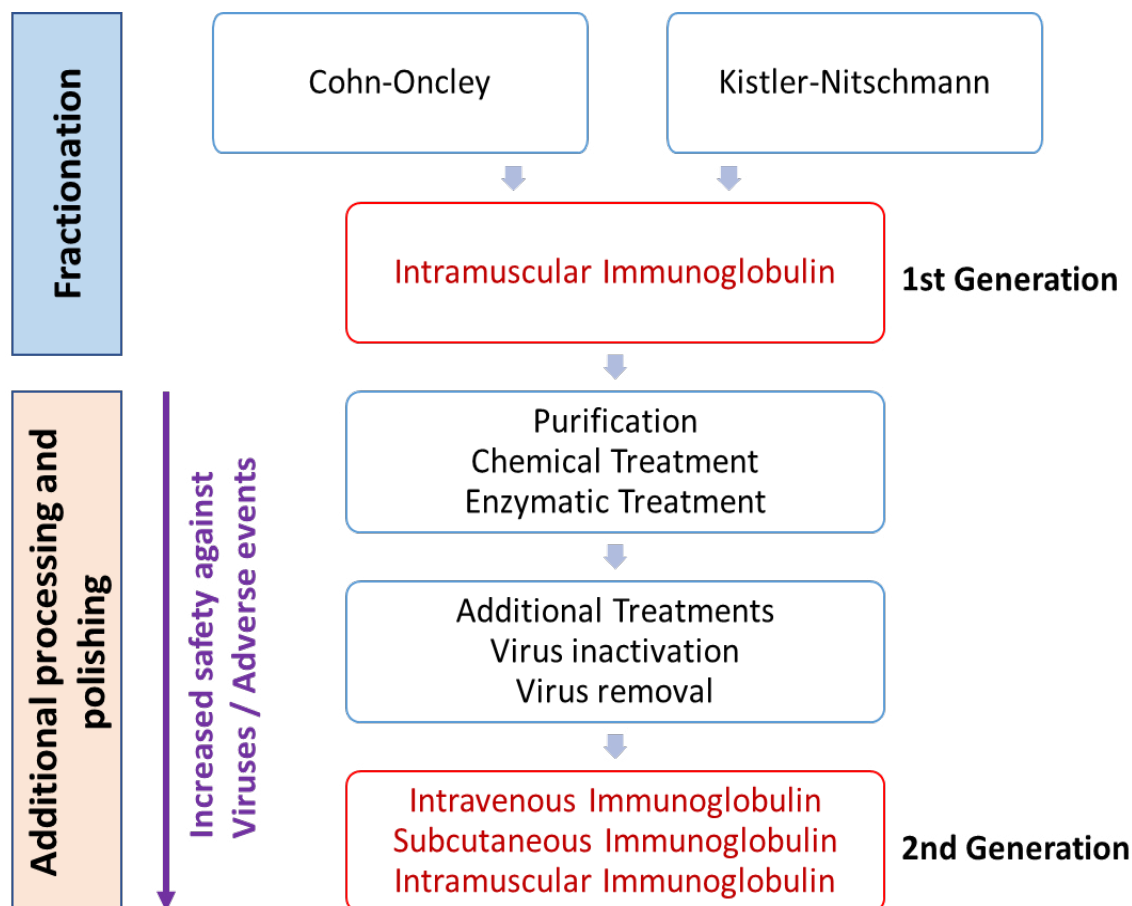 Fractionation
Cohn-Oncley
Kistler-Nitschmann
Intramuscular Immunoglobulin
1st Generation
Additional processing and
polishing
Increased safety against
Viruses / Adverse events
Purification
Chemical Treatment
Enzymatic Treatment
Additional Treatments
Virus inactivation
Virus removal
Intravenous Immunoglobulin
Subcutaneous Immunoglobulin
Intramuscular Immunoglobulin
2nd Generation